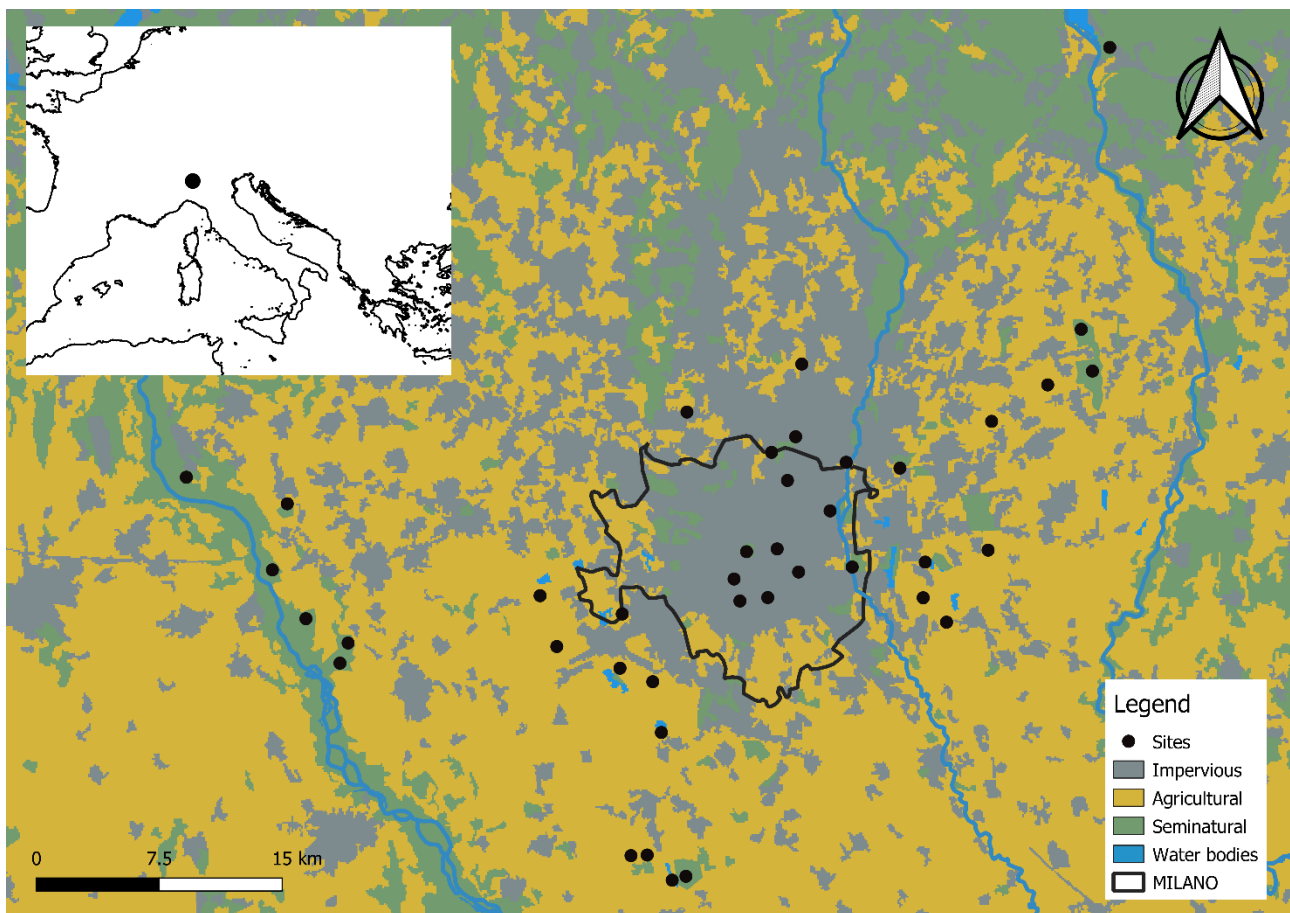 Legend
Sites
Impervious
Agricultural
Seminatural
Water bodies
MILANO
0 7.5 15 km